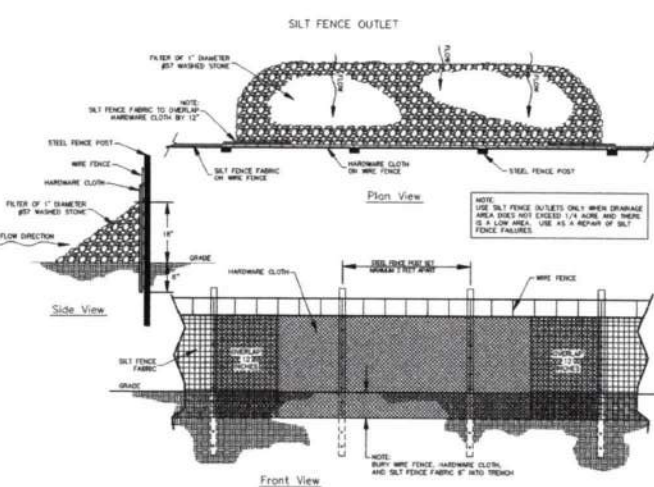 SILT FENCE OUTLET
FILTER OF 1" DIAMETER
#57 WASHED STONE
FLOW
FLOW
FLOW
FLOW
NOTE:
SILT FENCE FABRIC TO OVERLAP
HARDWARE CLOTH BY 12"
STEEL FENCE POST
WIRE FENCE
HARDWARE CLOTH
FILTER OF 1" DIAMETER
#57 WASHED STONE
FLOW DIRECTION
18"
GRADE
Side View
SILT FENCE FABRIC
ON WIRE FENCE
HARDWARE CLOTH
ON WIRE FENCE
STEEL FENCE POST
Plan View
NOTE:
USE SILT FENCE OUTLETS ONLY WHEN DRAINAGE
AREA DOES NOT EXCEED 1/4 ACRE AND THERE
IS A LOW AREA. USE AS A REPAIR OF SILT
FENCE FAILURES.
STEEL FENCE POST SET
FEET APART
HARDWARE CLOTH
WIRE FENCE
SILT FENCE
FABRIC
OVERLAP
12
INCHES
OVERLAP
12
INCHES
GRADE
NOTE:
BURY WIRE FENCE, HARDWARE CLOTH,
AND SILT FENCE FABRIC INTO TRENCH
Front View